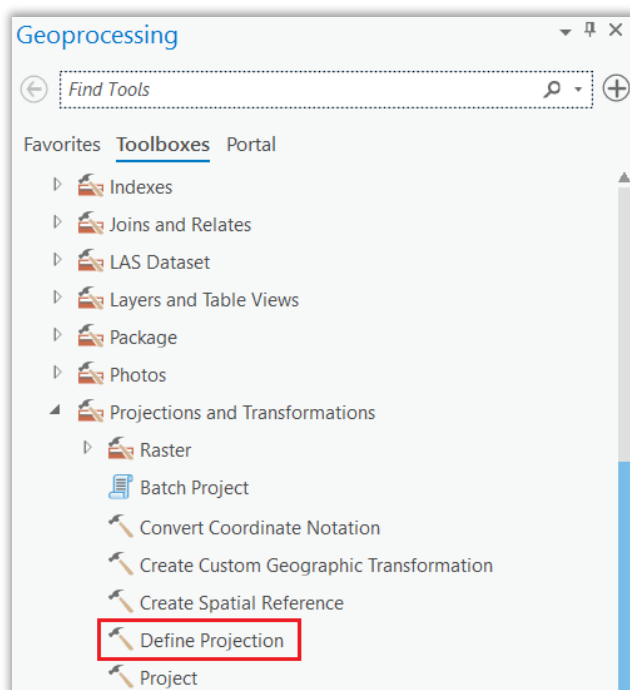 Geoprocessing
Find Tools
Favorites Toolboxes Portal
Indexes
Joins and Relates
LAS Dataset
Layers and Table Views
Package
Photos
Projections and Transformations
Raster
Batch Project
Convert Coordinate Notation
Create Custom Geographic Transformation
Create Spatial Reference
Define Projection
Project